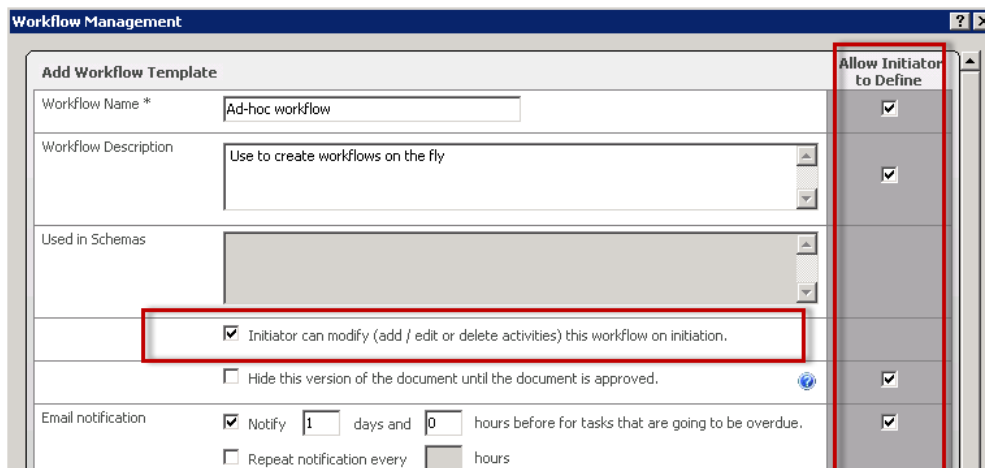 Workflow Management
Add Workflow Template
Allow Initiator
to Define
Workflow Name *
Ad-hoc workflow
Workflow Description
Use to create workflows on the fly
Used in Schemas
Initiator can modify (add / edit or delete activities) this workflow on initiation.
Hide this version of the document until the document is approved.
Email notification
Notify 1 days and 0 hours before for tasks that are going to be overdue.
Repeat notification every hours